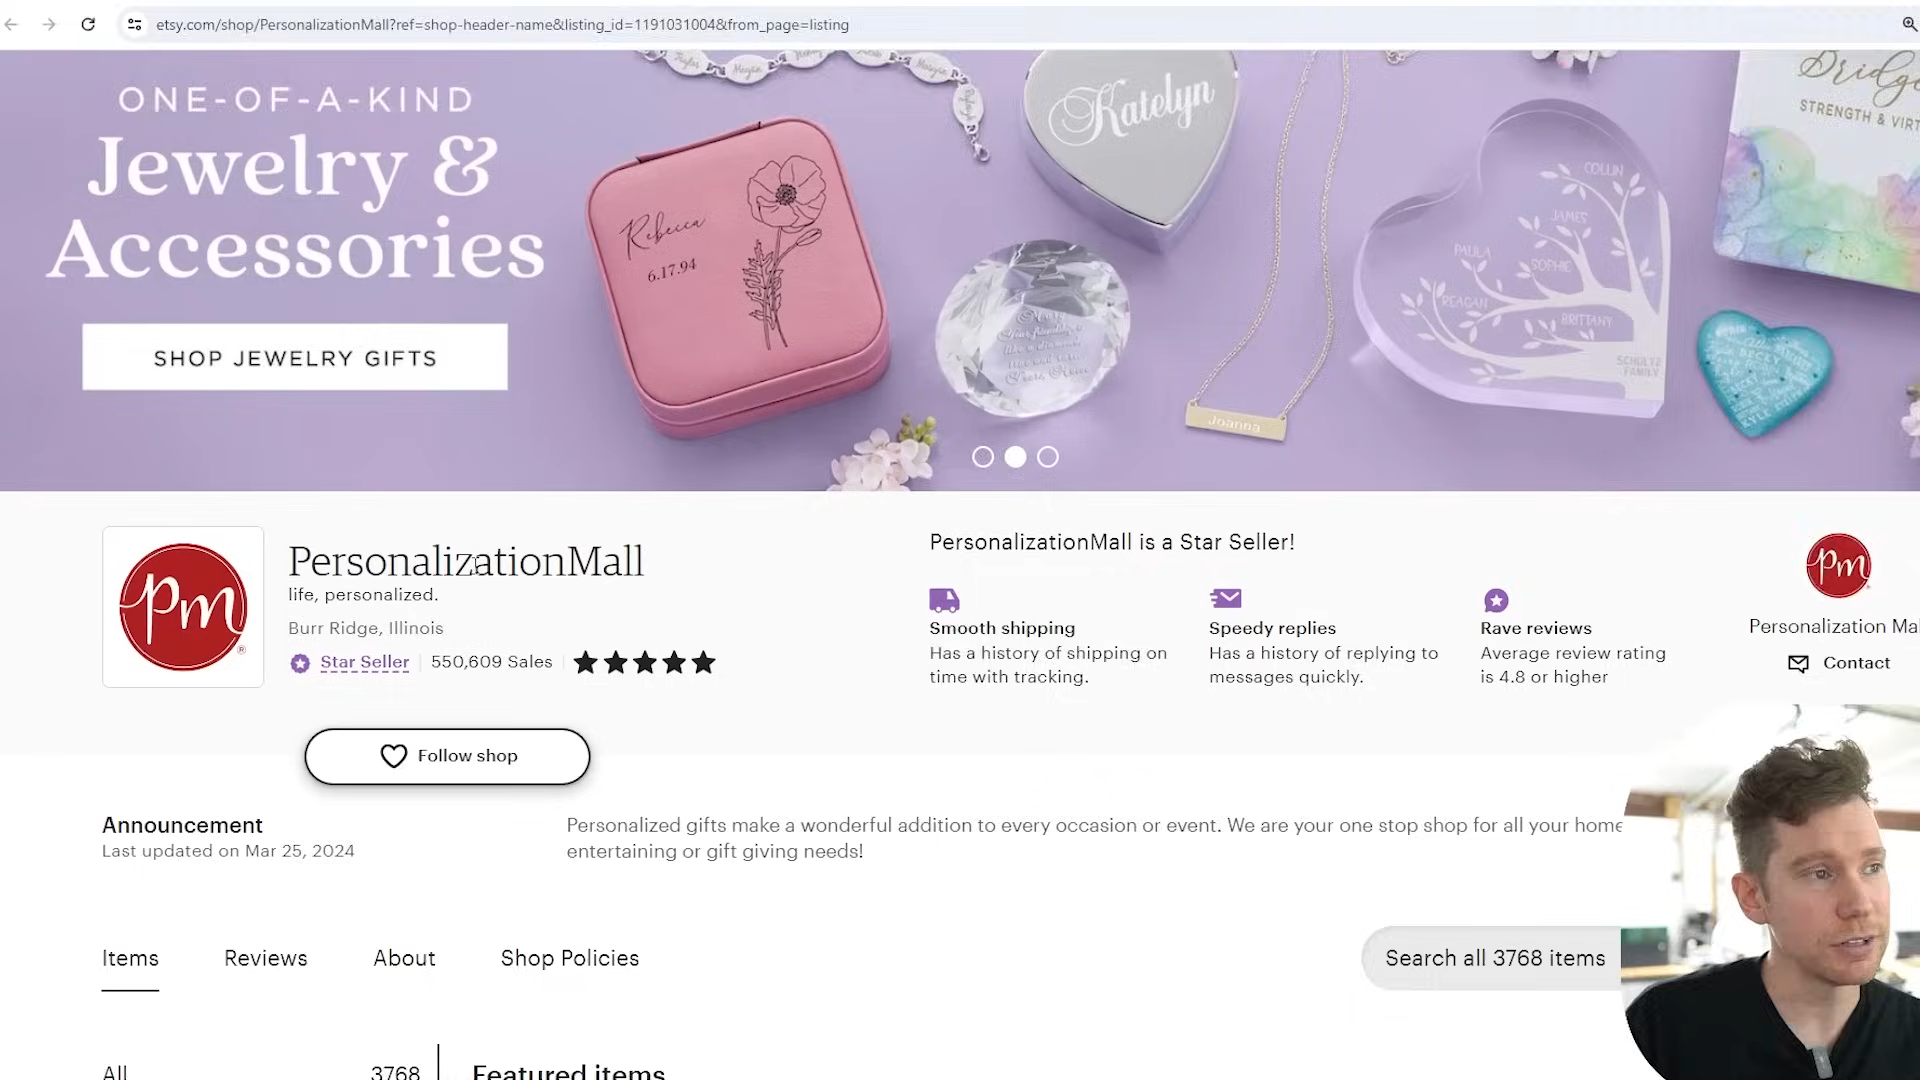 etsy.com/shop/PersonalizationMall?ref=shop-header-name&listing_id=1191031004&from_page=listing
ONE-OF-A-KIND
Jewelry &
Accessories
SHOP JEWELRY GIFTS
Rebecca
6.17.94
Megan
Katelyn
Joanna
COLLIN
JAMES
PAULA
SOPHIE
REAGAN
BRITTANY
SCHULTZ
FAMILY
STRENGTH &
BECKY
pm
PersonalizationMall
life, personalized.
Burr Ridge, Illinois
Star Seller
550,609 Sales
PersonalizationMall is a Star Seller!
Smooth shipping
Has a history of shipping on
time with tracking.
Speedy replies
Has a history of replying to
messages quickly.
Rave reviews
Average review rating
is 4.8 or higher
pm
Personalization Ma
Contact
Follow shop
Announcement
Last updated on Mar 25, 2024
Personalized gifts make a wonderful addition to every occasion or event. We are your one stop shop for all your home
entertaining or gift giving needs!
Items
Reviews
About
Shop Policies
Search all 3768 items
All
3768
Featured items